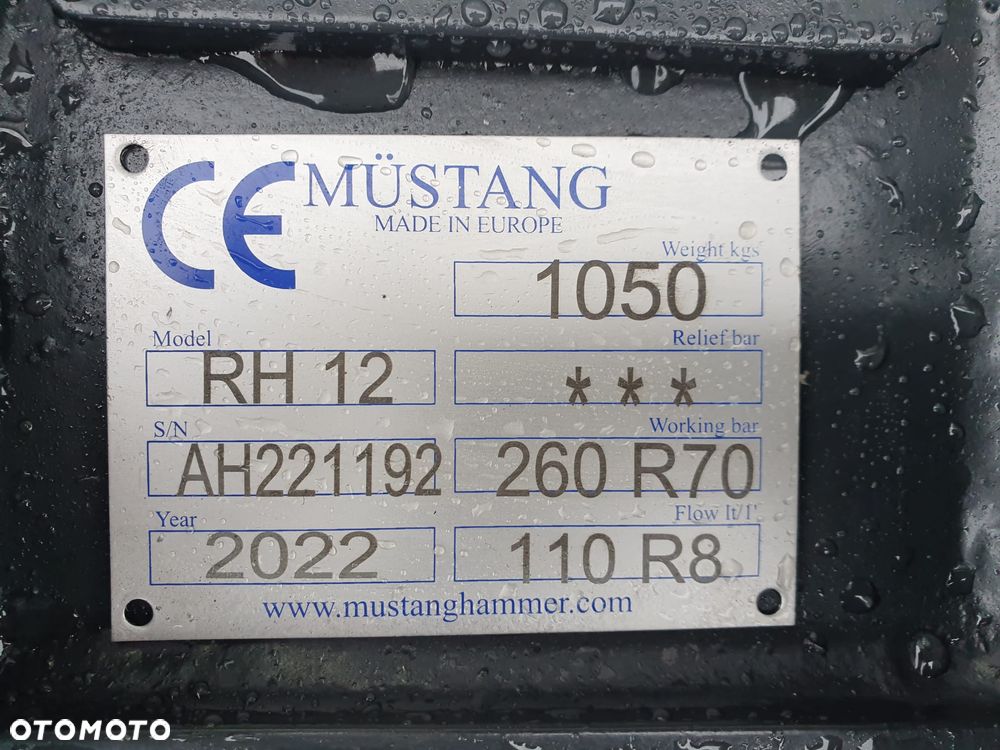 CE MÜSTANG
MADE IN EUROPE
Weight kgs
1050
Model
RH 12
Relief bar
* * *
S/N
AH221192
Working bar
260 R70
Year
2022
Flow lt/1'
110 R8
www.mustanghammer.com
OTOMOTO